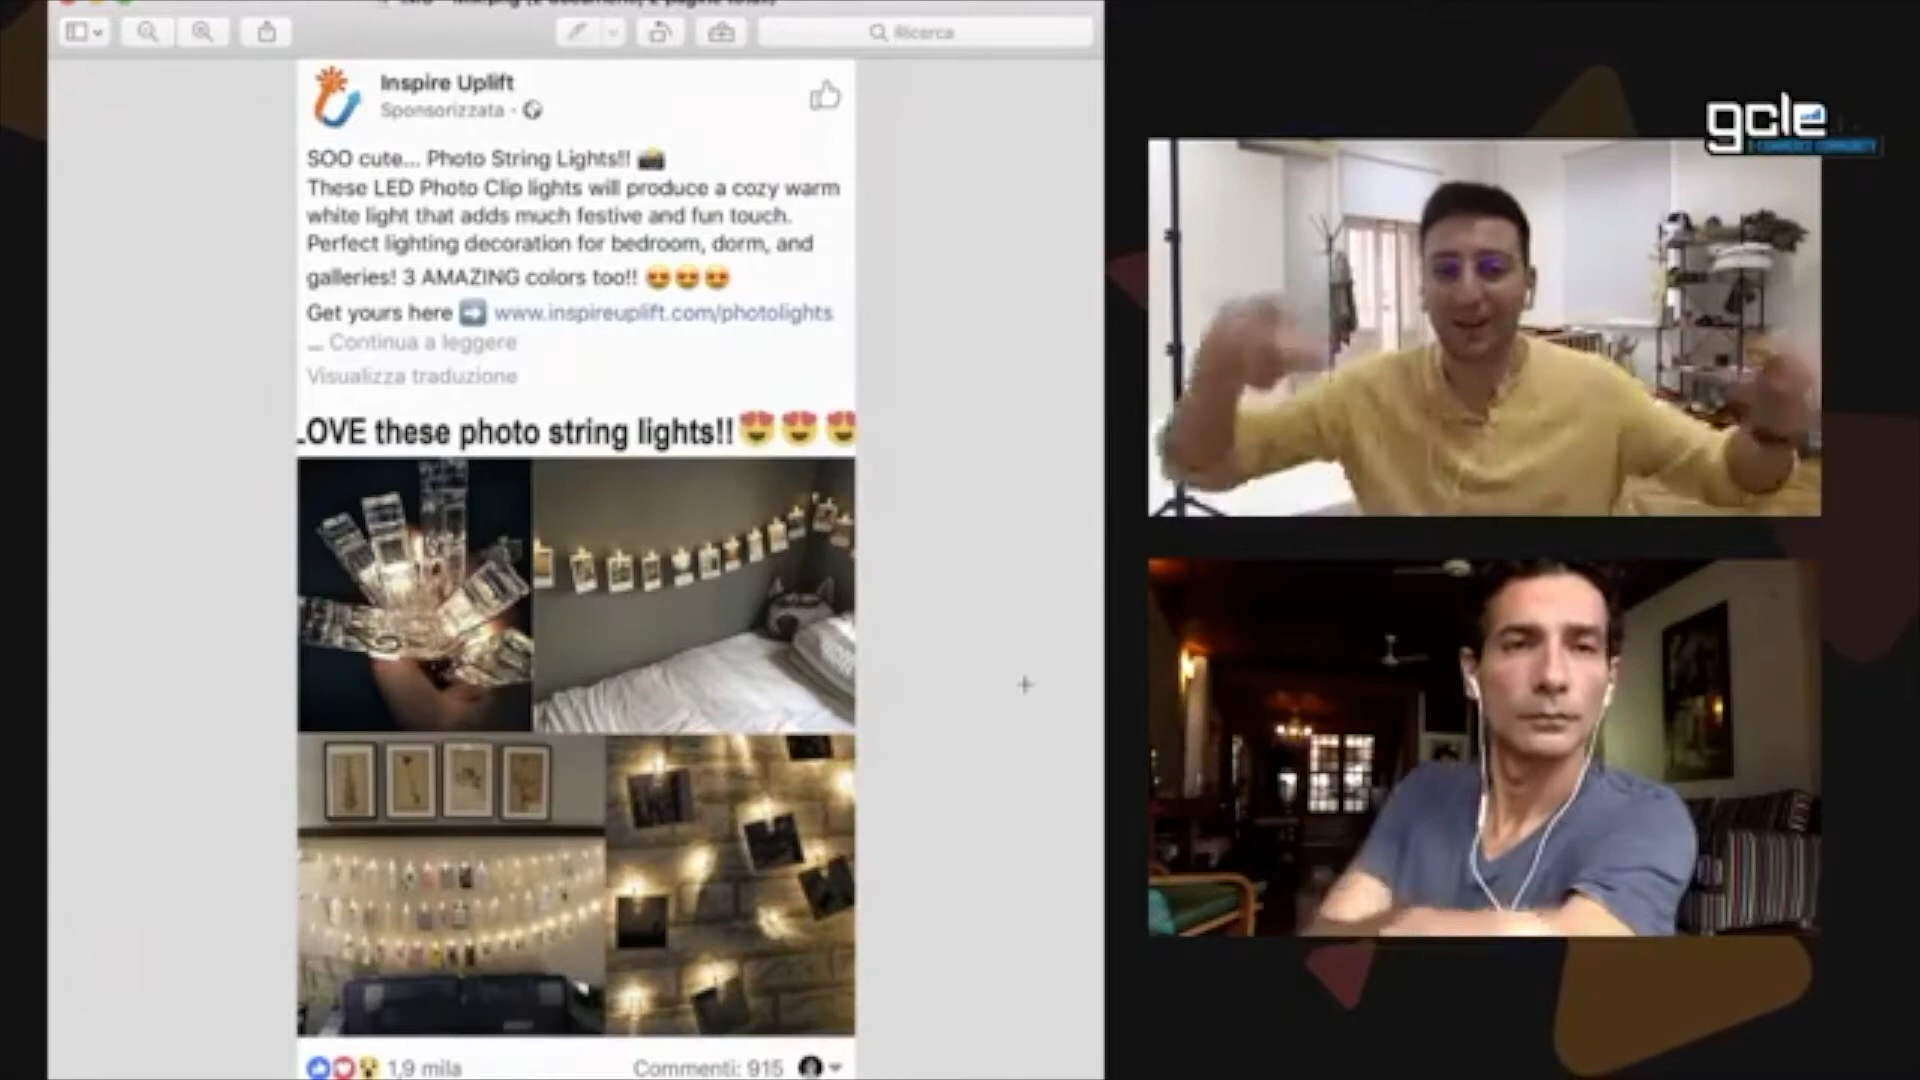 Ricerca
Inspire Uplift
Sponsorizzata ·
SOO cute... Photo String Lights!! 📸
These LED Photo Clip lights will produce a cozy warm
white light that adds much festive and fun touch.
Perfect lighting decoration for bedroom, dorm, and
galleries! 3 AMAZING colors too!! 😍😍😍
Get yours here ➡️ www.inspireuplift.com/photolights
... Continua a leggere
Visualizza traduzione
LOVE these photo string lights!! 😍😍😍
1,9 mila
Commenti: 915
gcle
E-COMMERCE COMMUNITY